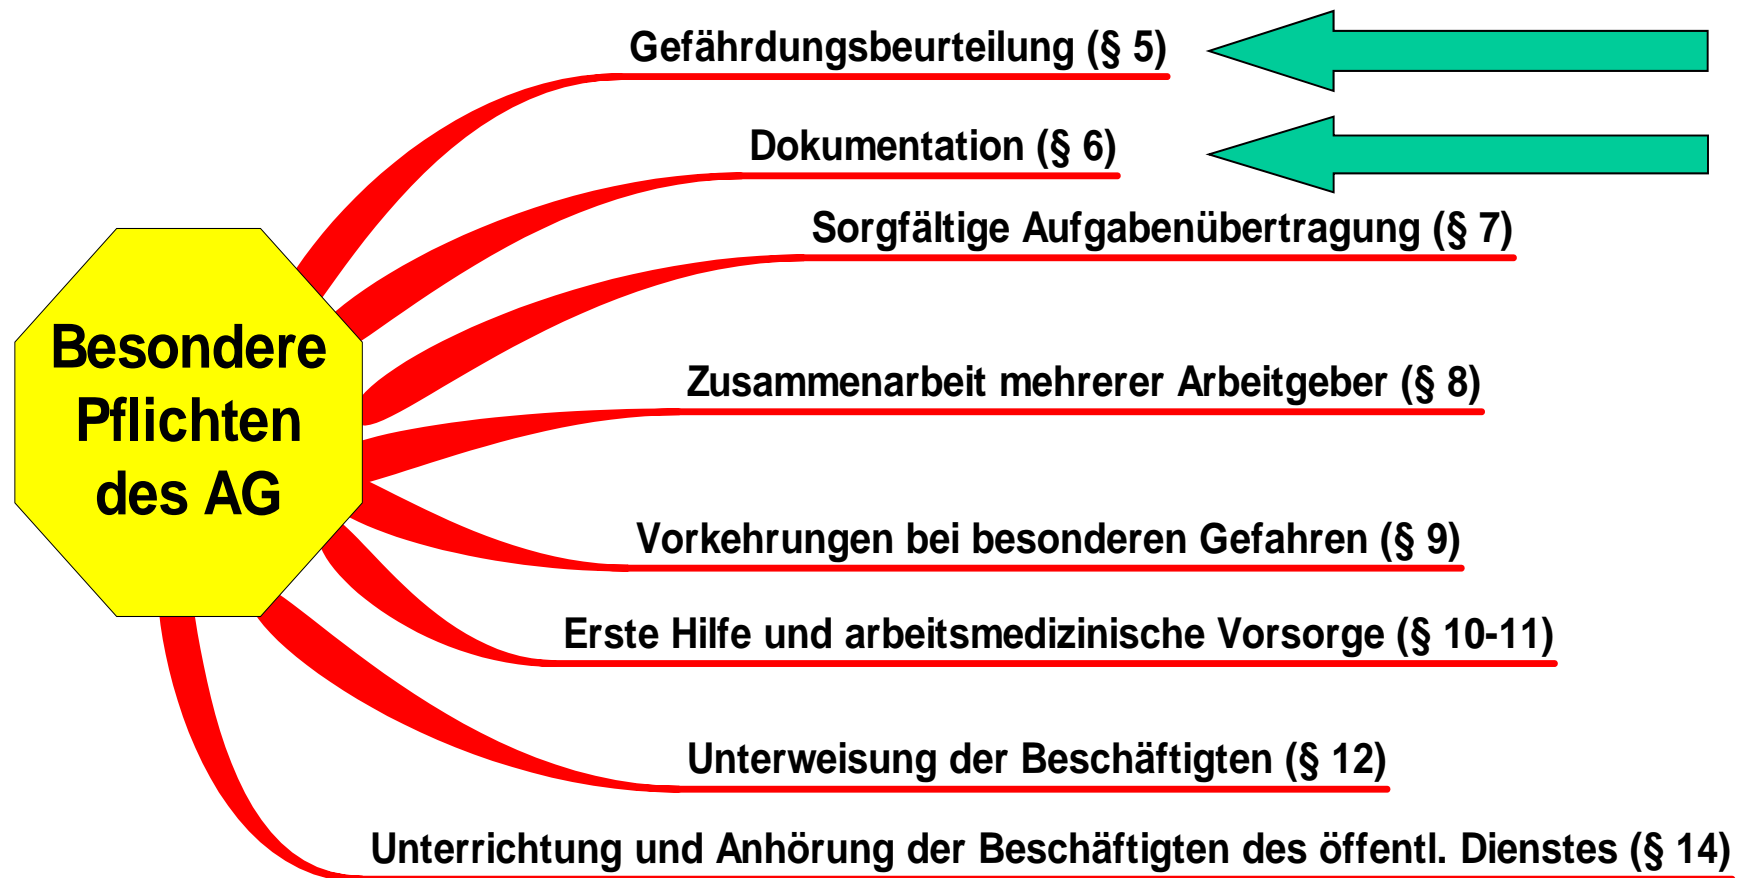 Gefährdungsbeurteilung (§ 5)
Dokumentation (§ 6)
Sorgfältige Aufgabenübertragung (§ 7)
Besondere
Pflichten
des AG
Zusammenarbeit mehrerer Arbeitgeber (§ 8)
Vorkehrungen bei besonderen Gefahren (§ 9)
Erste Hilfe und arbeitsmedizinische Vorsorge (§ 10-11)
Unterweisung der Beschäftigten (§ 12)
Unterrichtung und Anhörung der Beschäftigten des öffentl. Dienstes (§ 14)